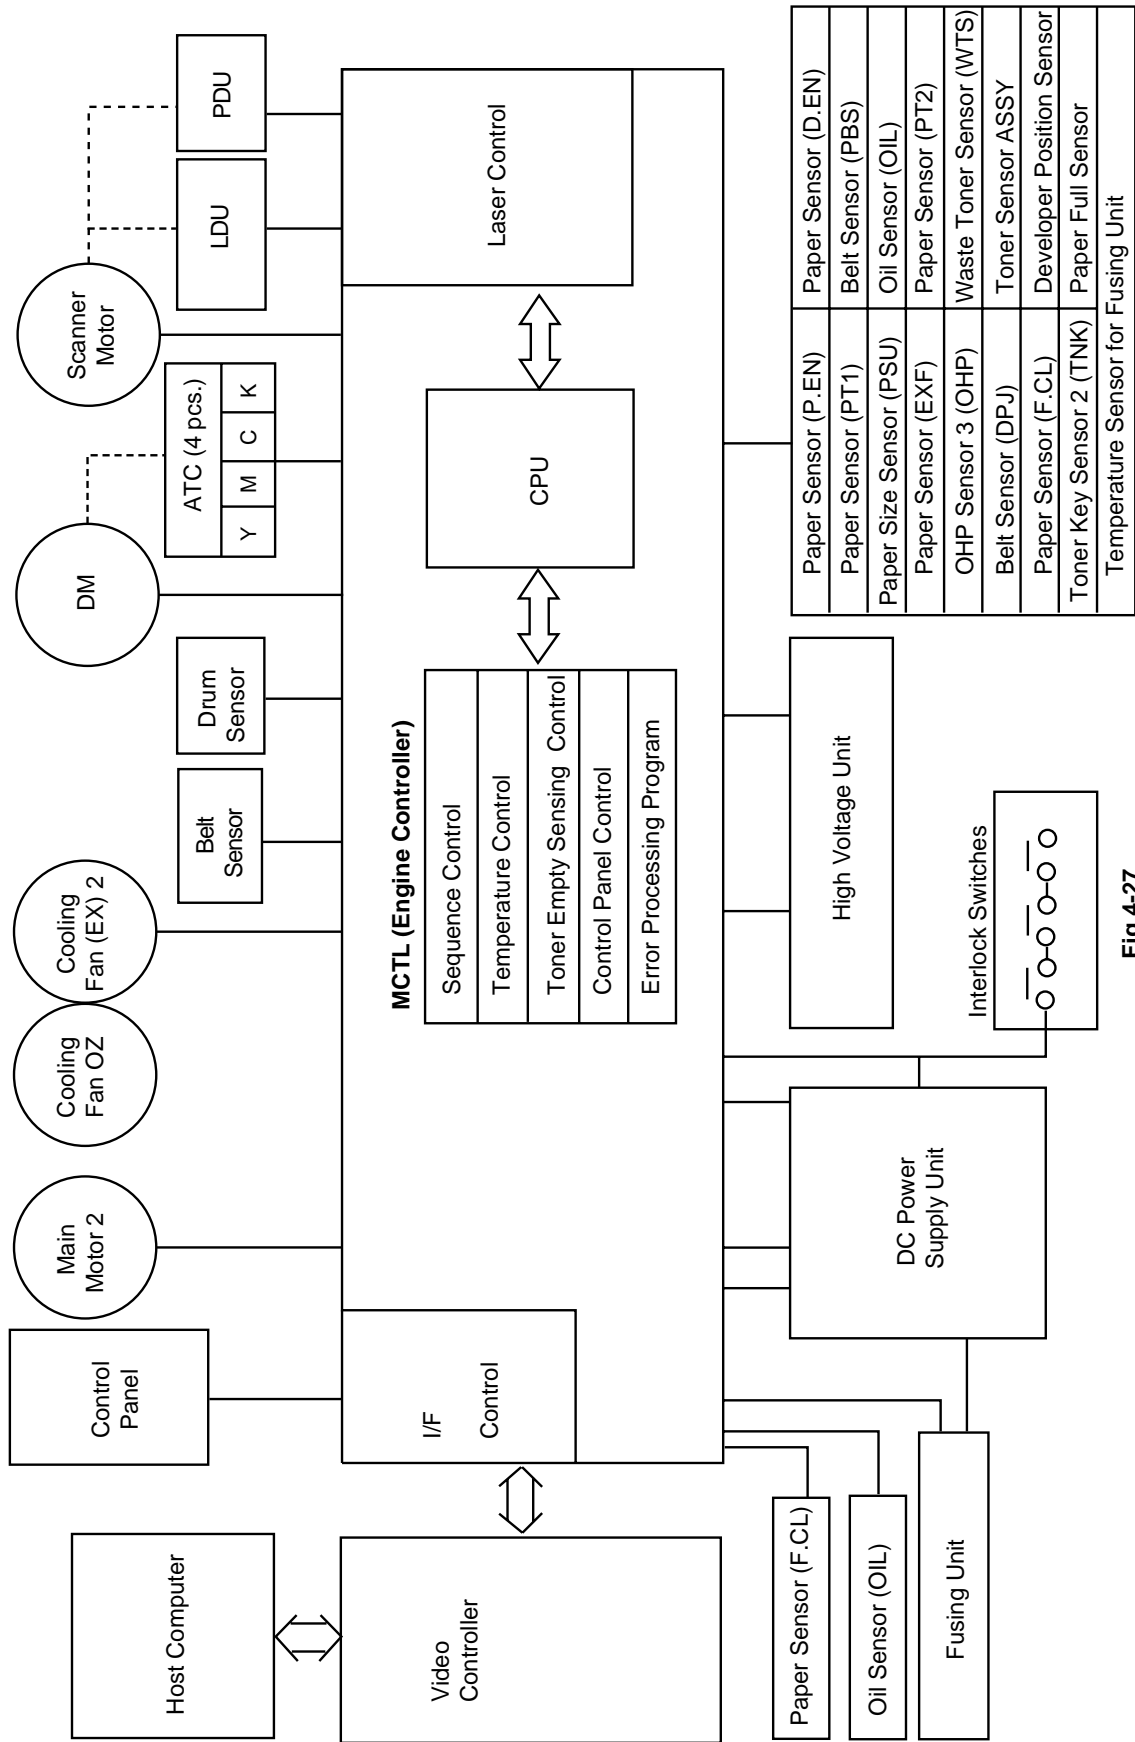 Host Computer
Video
Controller
Control
Panel
Main
Motor 2
Cooling
Fan OZ
Cooling
Fan (EX) 2
Belt
Sensor
Drum
Sensor
DM
ATC (4 pcs.)
Y M C K
Scanner
Motor
LDU
PDU
I/F
Control
MCTL (Engine Controller)
Sequence Control
Temperature Control
Toner Empty Sensing Control
Control Panel Control
Error Processing Program
CPU
Laser Control
Paper Sensor (F.CL)
Oil Sensor (OIL)
Fusing Unit
DC Power
Supply Unit
High Voltage Unit
Interlock Switches
Paper Sensor (P.EN) Paper Sensor (D.EN)
Paper Sensor (PT1) Belt Sensor (PBS)
Paper Size Sensor (PSU) Oil Sensor (OIL)
Paper Sensor (EXF) Paper Sensor (PT2)
OHP Sensor 3 (OHP) Waste Toner Sensor (WTS)
Belt Sensor (DPJ) Toner Sensor ASSY
Paper Sensor (F.CL) Developer Position Sensor
Toner Key Sensor 2 (TNK) Paper Full Sensor
Temperature Sensor for Fusing Unit
Fig.4-27